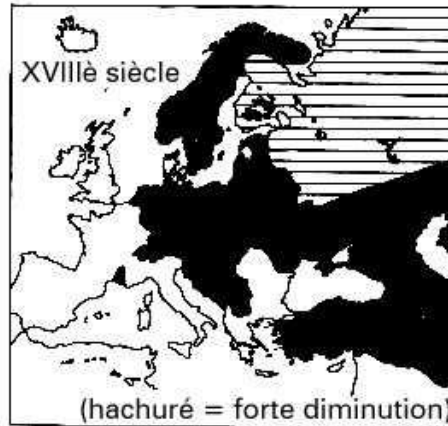 XVIIIè siècle
(hachuré = forte diminution)